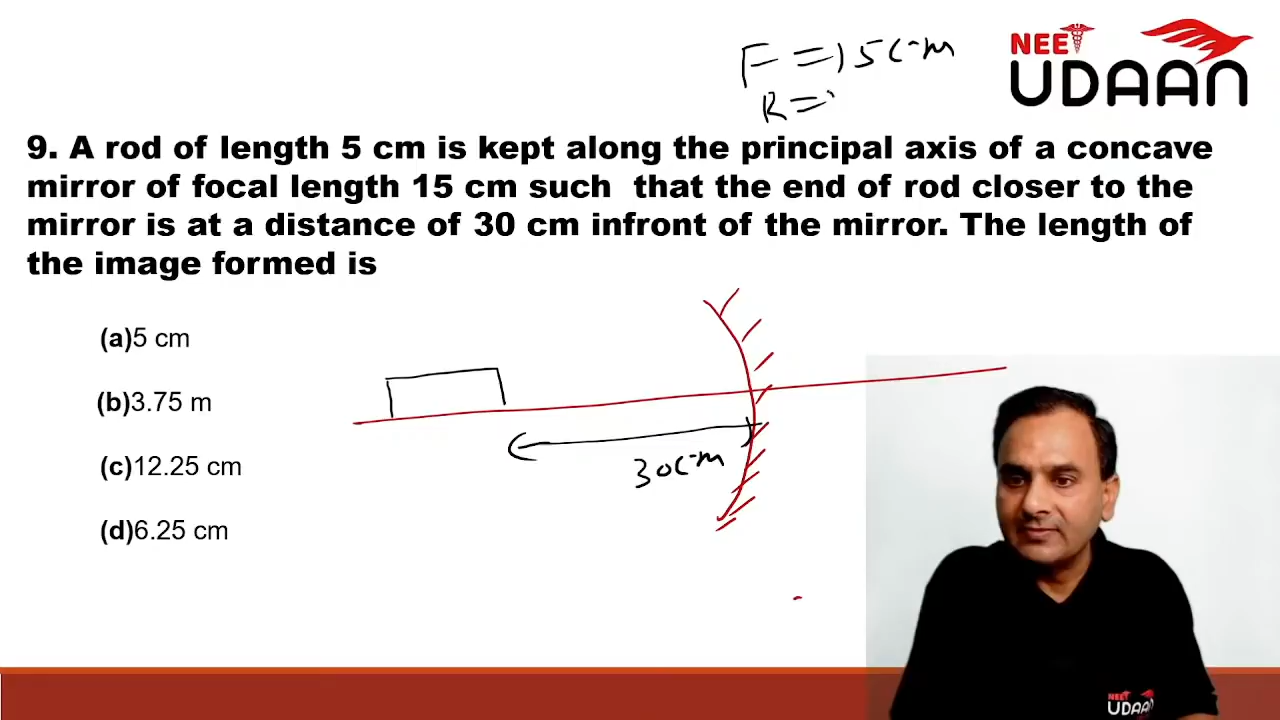 F = 15 cm
R =
NEET
UDAAN
9. A rod of length 5 cm is kept along the principal axis of a concave
mirror of focal length 15 cm such that the end of rod closer to the
mirror is at a distance of 30 cm infront of the mirror. The length of
the image formed is
(a)5 cm
(b)3.75 m
(c)12.25 cm
(d)6.25 cm
30 cm
NEET
UDAAN